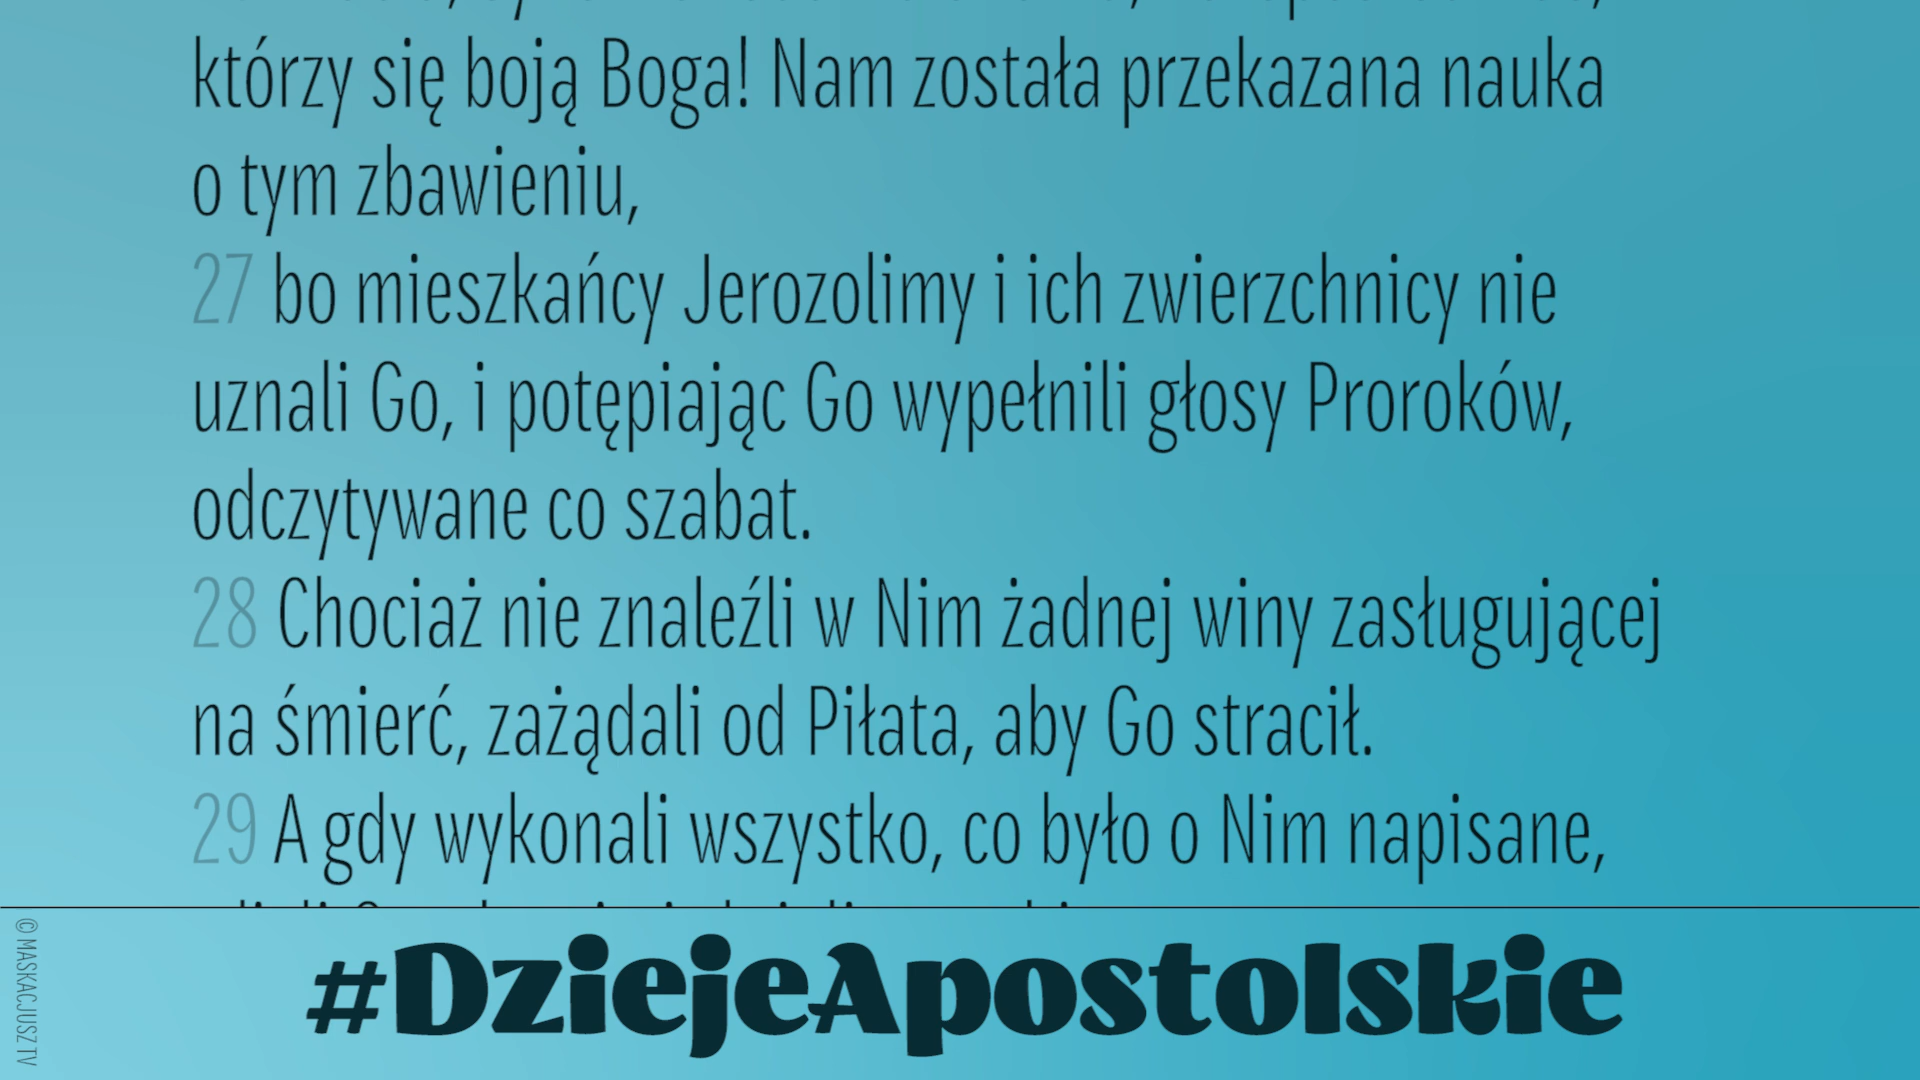 którzy się boją Boga! Nam została przekazana nauka
o tym zbawieniu,
27 bo mieszkańcy Jerozolimy i ich zwierzchnicy nie
uznali Go, i potępiając Go wypełnili głosy Proroków,
odczytywane co szabat.
28 Chociaż nie znaleźli w Nim żadnej winy zasługującej
na śmierć, zażądali od Piłata, aby Go stracił.
29 A gdy wykonali wszystko, co było o Nim napisane,
#DziejeApostolskie
© MASKACJUSZ TV